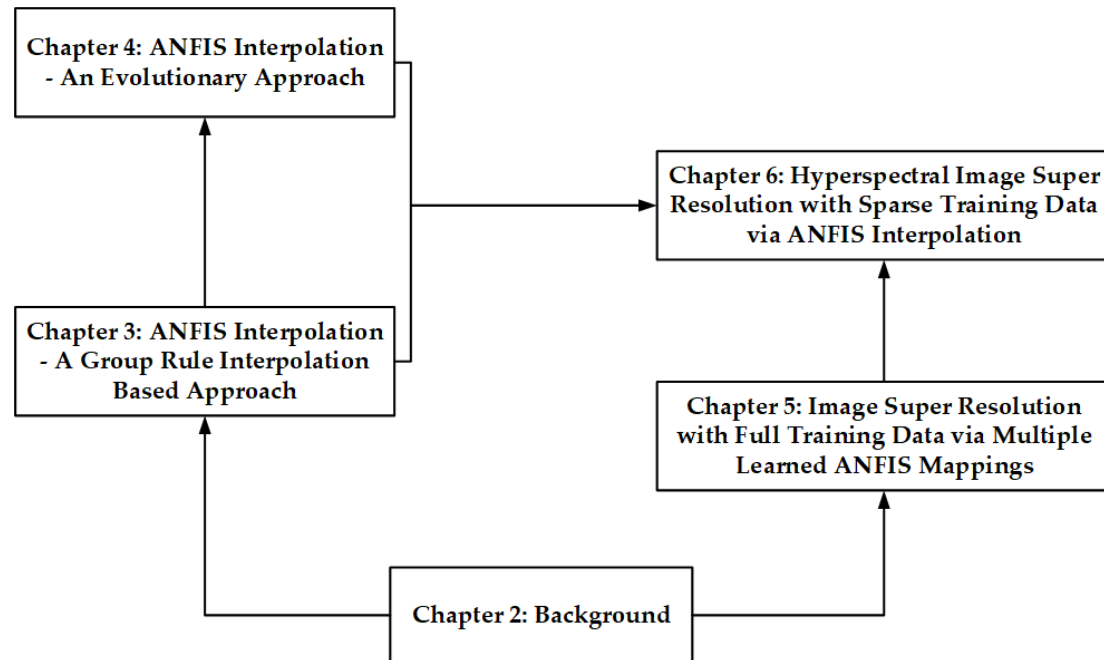 Chapter 4: ANFIS Interpolation
- An Evolutionary Approach
Chapter 6: Hyperspectral Image Super
Resolution with Sparse Training Data
via ANFIS Interpolation
Chapter 3: ANFIS Interpolation
- A Group Rule Interpolation
Based Approach
Chapter 5: Image Super Resolution
with Full Training Data via Multiple
Learned ANFIS Mappings
Chapter 2: Background